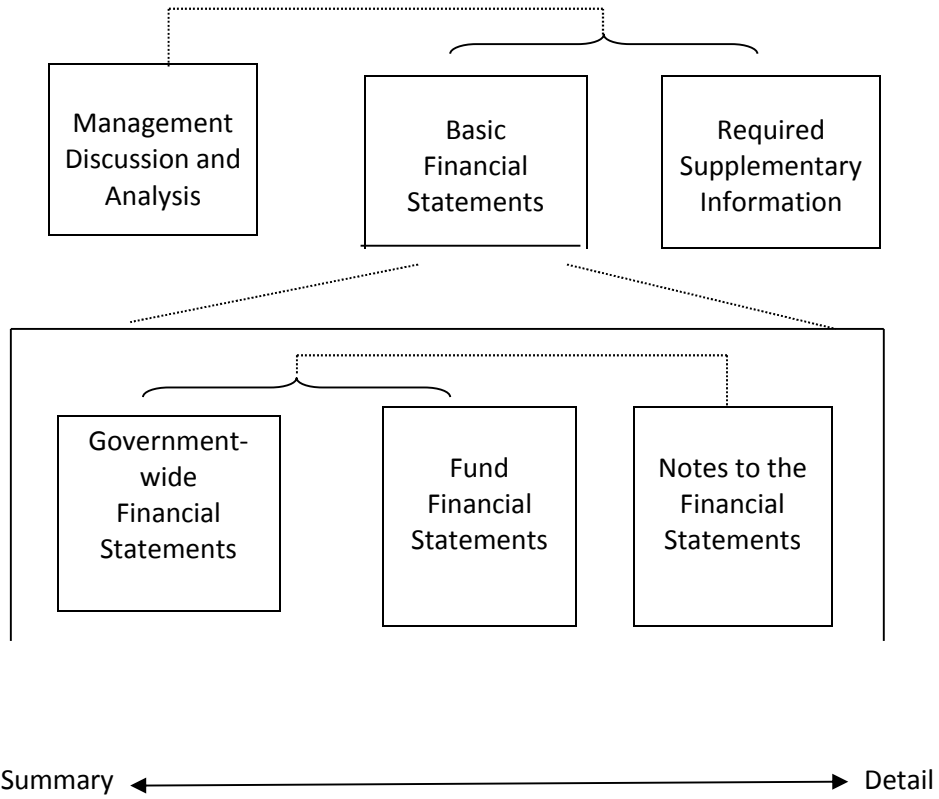 Management
Discussion and
Analysis
Basic
Financial
Statements
Required
Supplementary
Information
Government-
wide
Financial
Statements
Fund
Financial
Statements
Notes to the
Financial
Statements
Summary
Detail